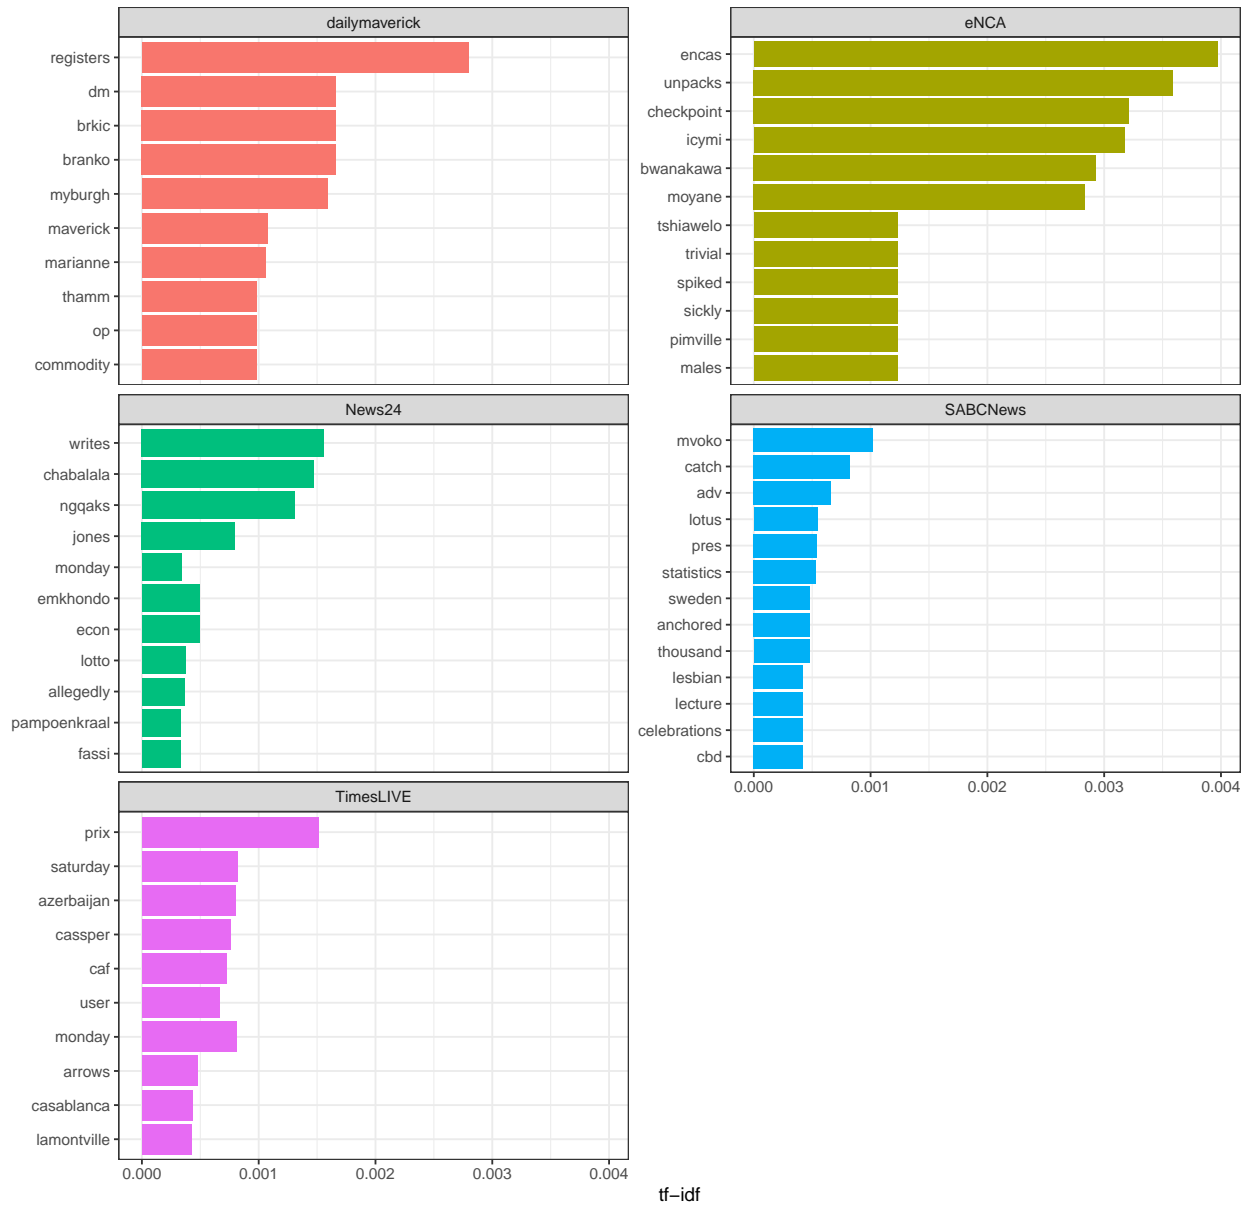 dailymaverick
registers
dm
brkic
branko
myburgh
maverick
marianne
thamm
op
commodity
eNCA
encas
unpacks
checkpoint
icymi
bwanakawa
moyane
tshiawelo
trivial
spiked
sickly
pimville
males
News24
writes
chabalala
ngqaks
jones
monday
emkhondo
econ
lotto
allegedly
pampoenkraal
fassi
SABCNews
mvoko
catch
adv
lotus
pres
statistics
sweden
anchored
thousand
lesbian
lecture
celebrations
cbd
0.000 0.001 0.002 0.003 0.004
TimesLIVE
prix
saturday
azerbaijan
cassper
caf
user
monday
arrows
casablanca
lamontville
0.000 0.001 0.002 0.003 0.004
tf−idf